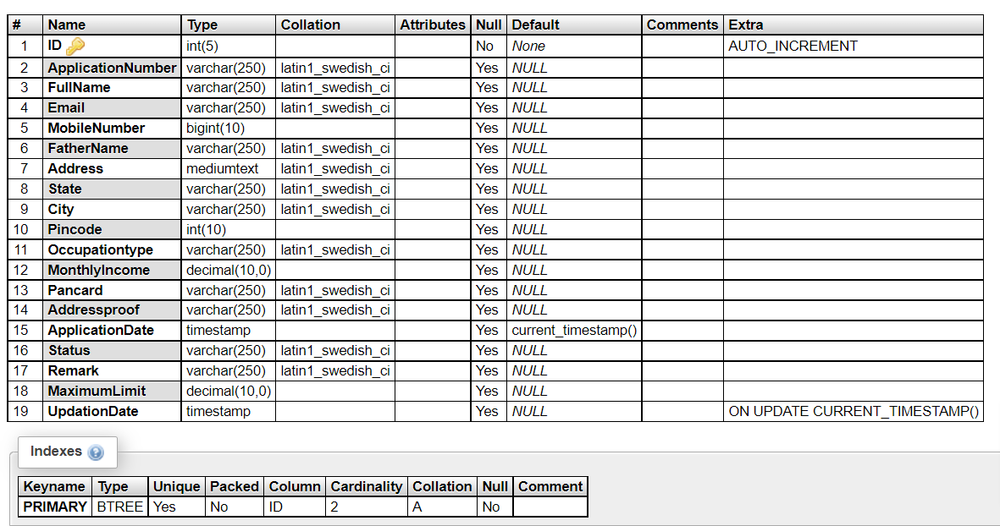 # Name Type Collation Attributes Null Default Comments Extra
1 ID int(5) No None AUTO_INCREMENT
2 ApplicationNumber varchar(250) latin1_swedish_ci Yes NULL
3 FullName varchar(250) latin1_swedish_ci Yes NULL
4 Email varchar(250) latin1_swedish_ci Yes NULL
5 MobileNumber bigint(10) Yes NULL
6 FatherName varchar(250) latin1_swedish_ci Yes NULL
7 Address mediumtext latin1_swedish_ci Yes NULL
8 State varchar(250) latin1_swedish_ci Yes NULL
9 City varchar(250) latin1_swedish_ci Yes NULL
10 Pincode int(10) Yes NULL
11 Occupationtype varchar(250) latin1_swedish_ci Yes NULL
12 MonthlyIncome decimal(10,0) Yes NULL
13 Pancard varchar(250) latin1_swedish_ci Yes NULL
14 Addressproof varchar(250) latin1_swedish_ci Yes NULL
15 ApplicationDate timestamp Yes current_timestamp()
16 Status varchar(250) latin1_swedish_ci Yes NULL
17 Remark varchar(250) latin1_swedish_ci Yes NULL
18 MaximumLimit decimal(10,0) Yes NULL
19 UpdationDate timestamp Yes NULL ON UPDATE CURRENT_TIMESTAMP()
Indexes
Keyname Type Unique Packed Column Cardinality Collation Null Comment
PRIMARY BTREE Yes No ID 2 A No